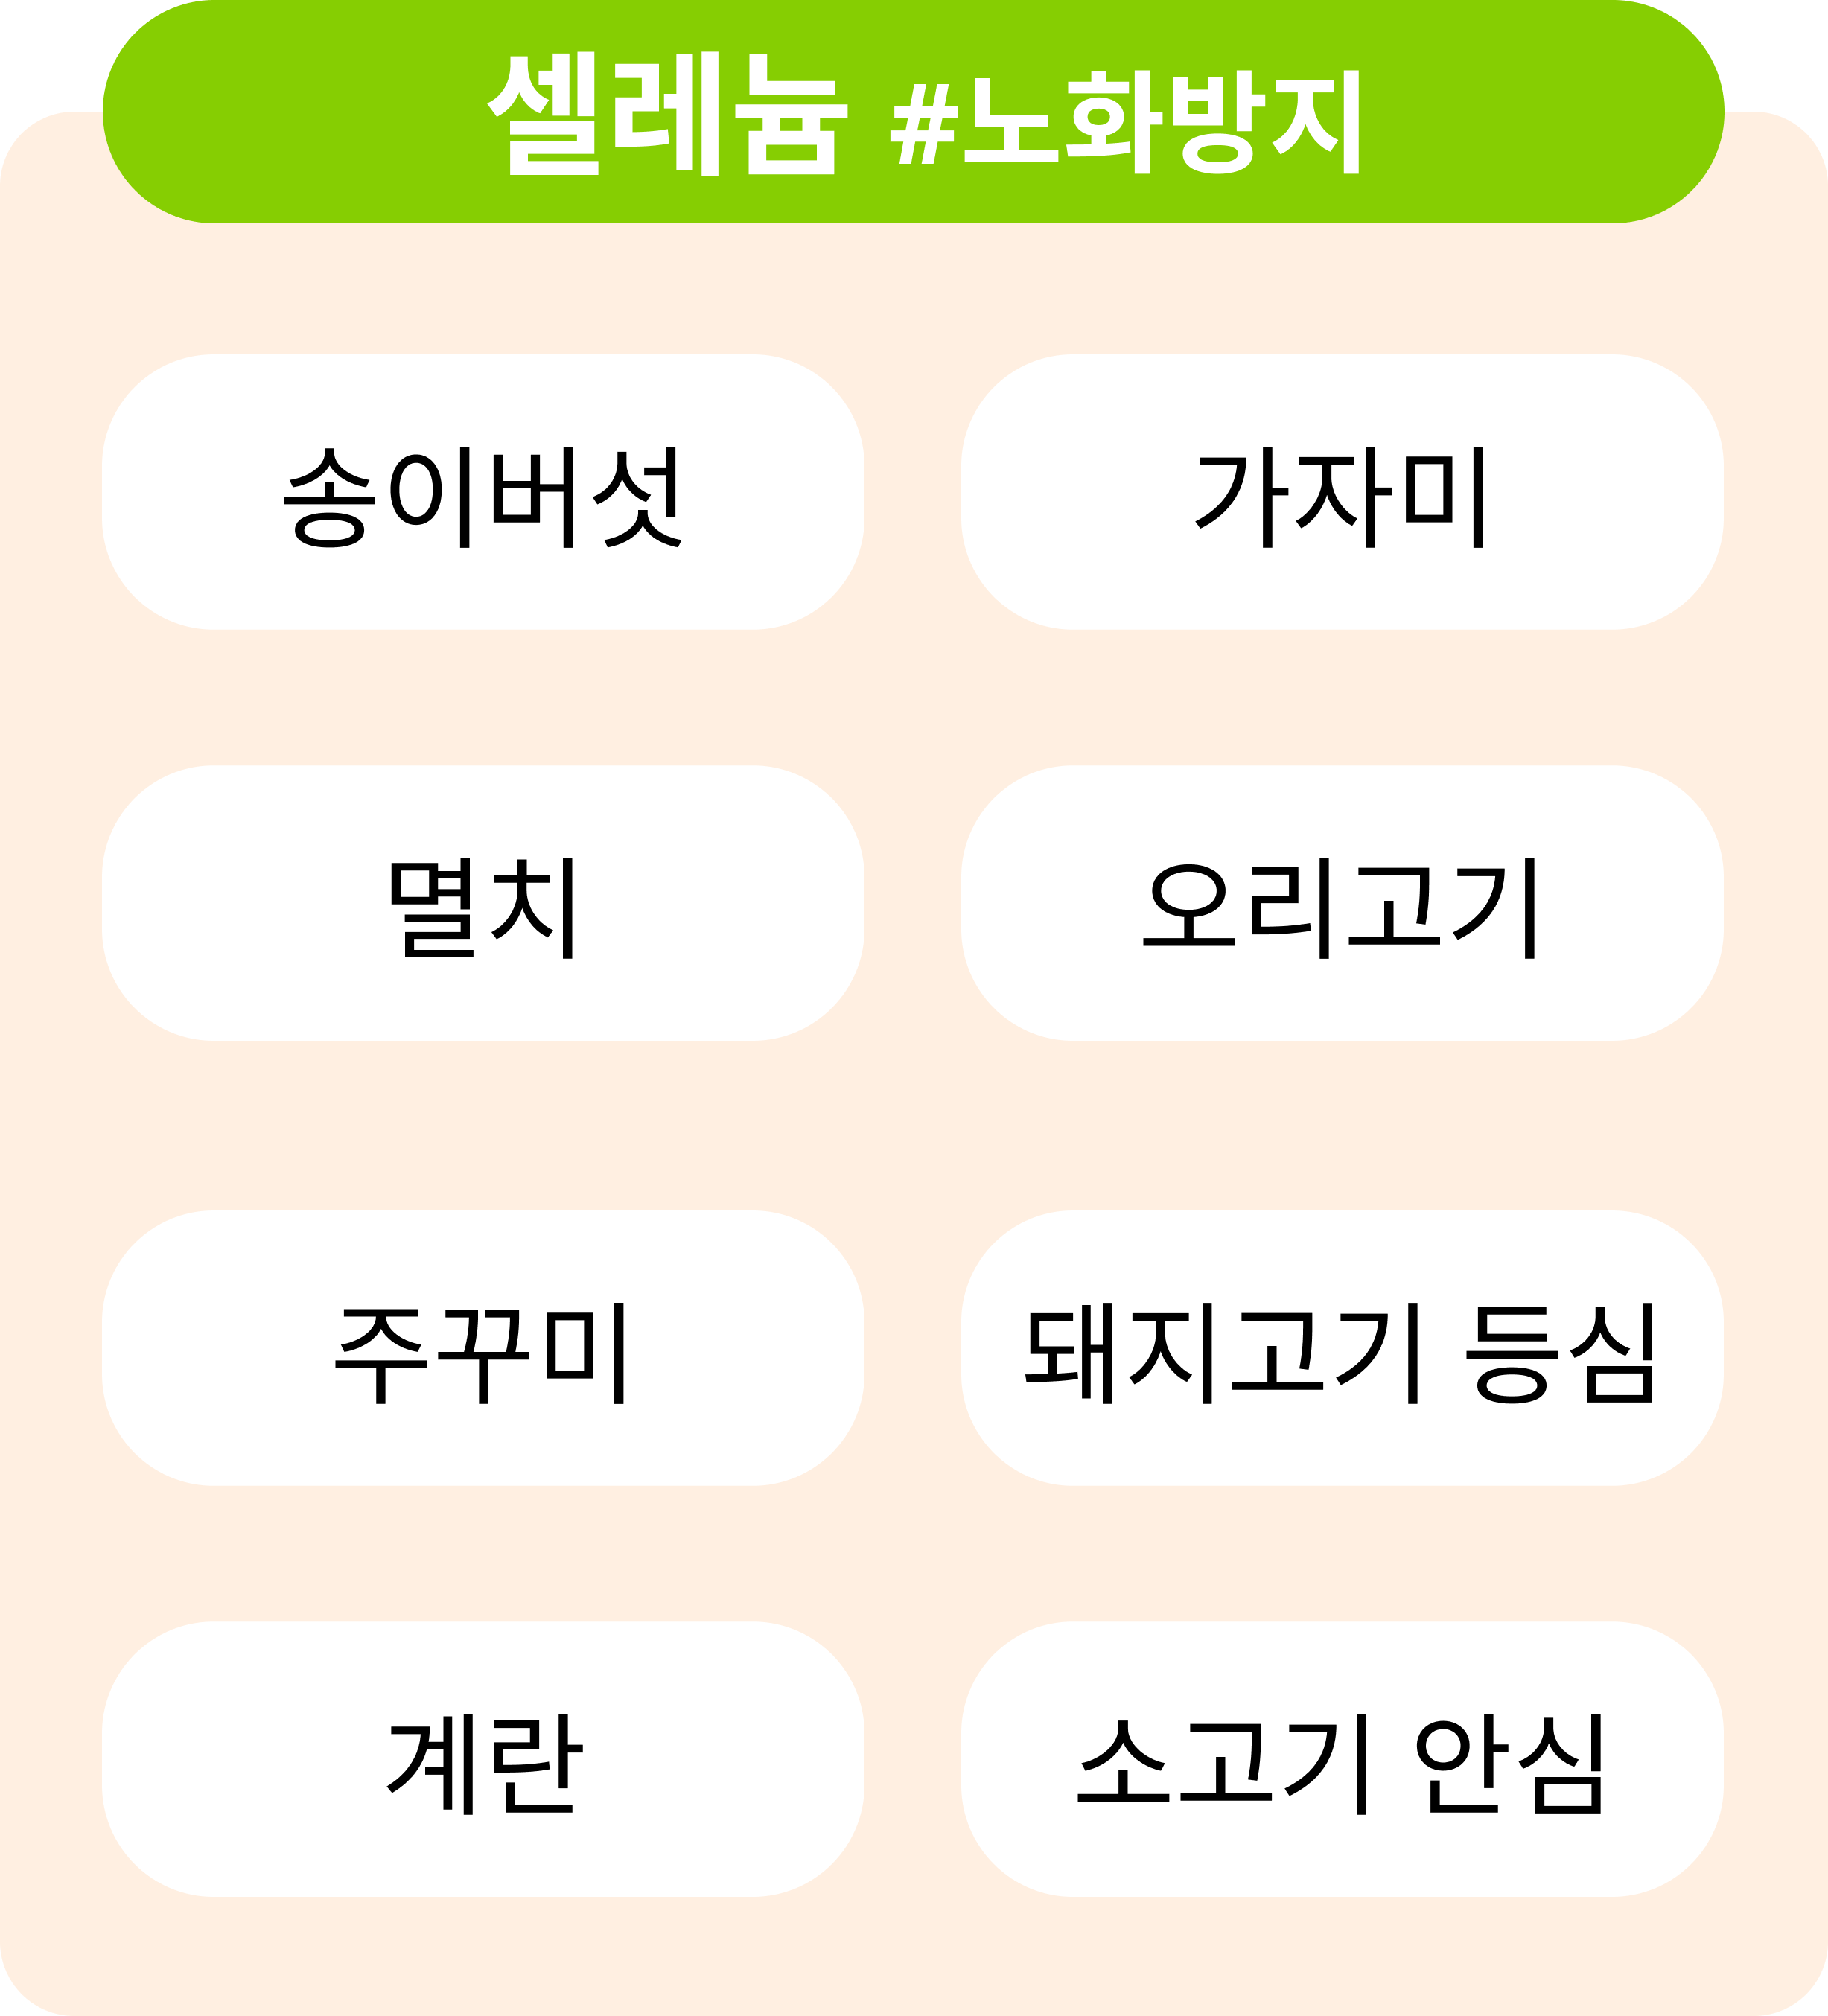 셀레늄 #노화방지
송이버섯
가자미
멸치
오리고기
주꾸미
돼지고기 등심
계란
소고기 안심